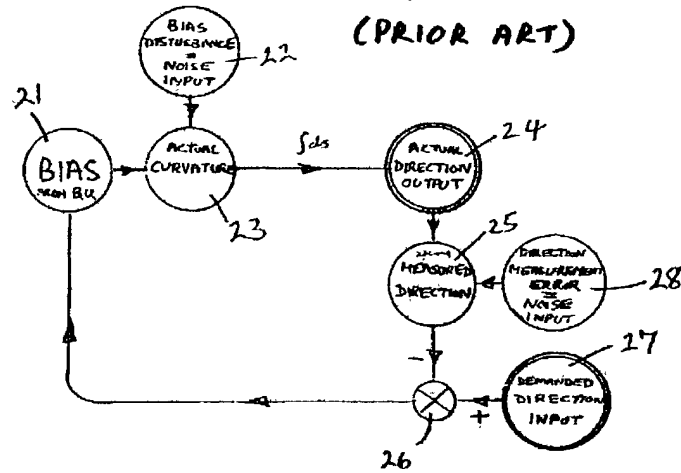 (PRIOR ART)
BIAS
DISTURBANCE
=
NOISE
INPUT
22
21
BIAS
FROM B.U.
ACTUAL
CURVATURE
23
∫ds
24
ACTUAL
DIRECTION
OUTPUT
25
MEASURED
DIRECTION
DIRECTION
MEASUREMENT
ERROR
=
NOISE
INPUT
28
-
26
+
27
DEMANDED
DIRECTION
INPUT